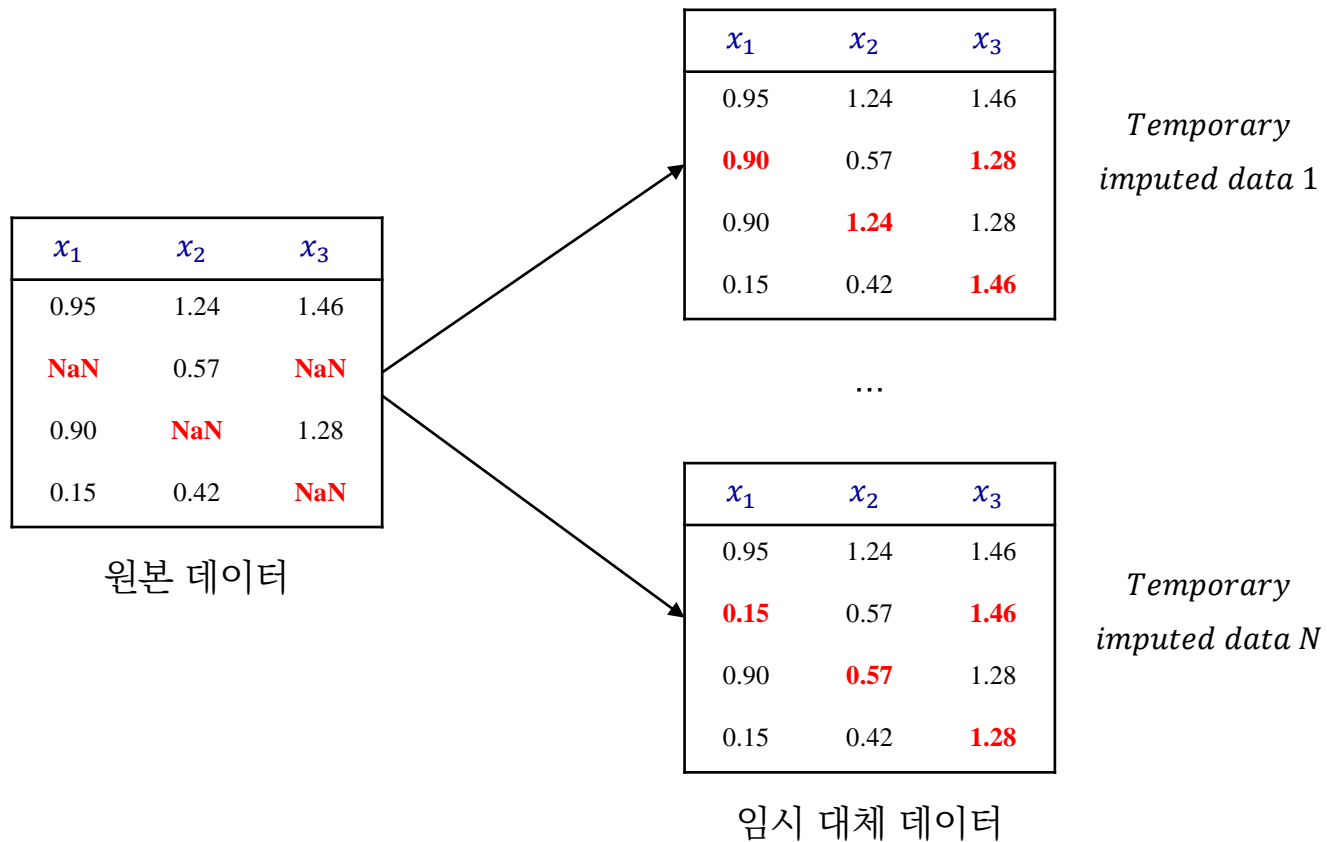 x₁ x₂ x₃
0.95 1.24 1.46
NaN 0.57 NaN
0.90 NaN 1.28
0.15 0.42 NaN
원본 데이터
x₁ x₂ x₃
0.95 1.24 1.46
0.90 0.57 1.28
0.90 1.24 1.28
0.15 0.42 1.46
Temporary
imputed data 1
...
x₁ x₂ x₃
0.95 1.24 1.46
0.15 0.57 1.46
0.90 0.57 1.28
0.15 0.42 1.28
Temporary
imputed data N
임시 대체 데이터